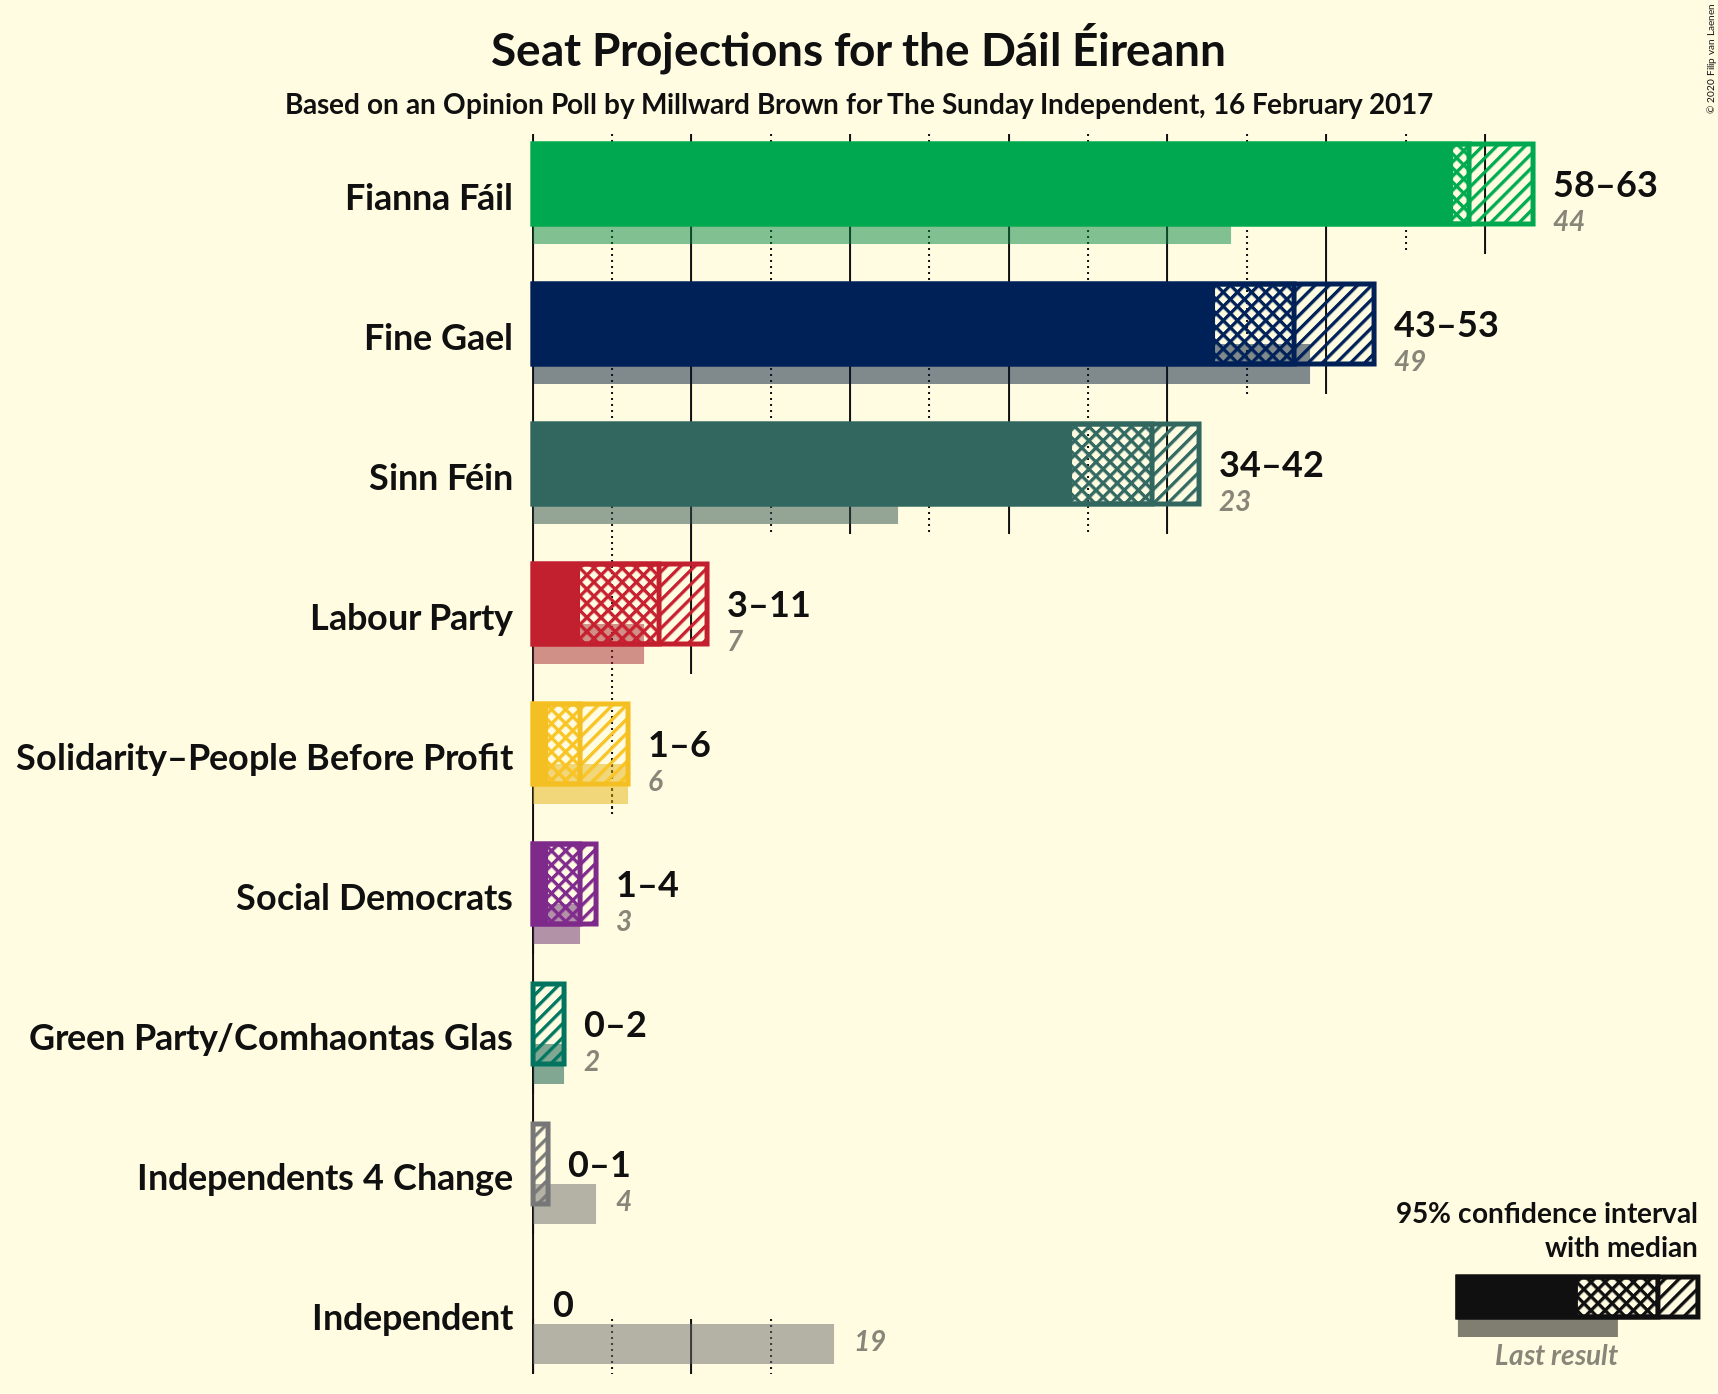 Seat Projections for the Dáil Éireann
Based on an Opinion Poll by Millward Brown for The Sunday Independent, 16 February 2017
© 2020 Filip van Laenen
Fianna Fáil
58–63
44
Fine Gael
43–53
49
Sinn Féin
34–42
23
Labour Party
3–11
7
Solidarity–People Before Profit
1–6
6
Social Democrats
1–4
3
Green Party/Comhaontas Glas
0–2
2
Independents 4 Change
0–1
4
Independent
0
19
95% confidence interval
with median
Last result